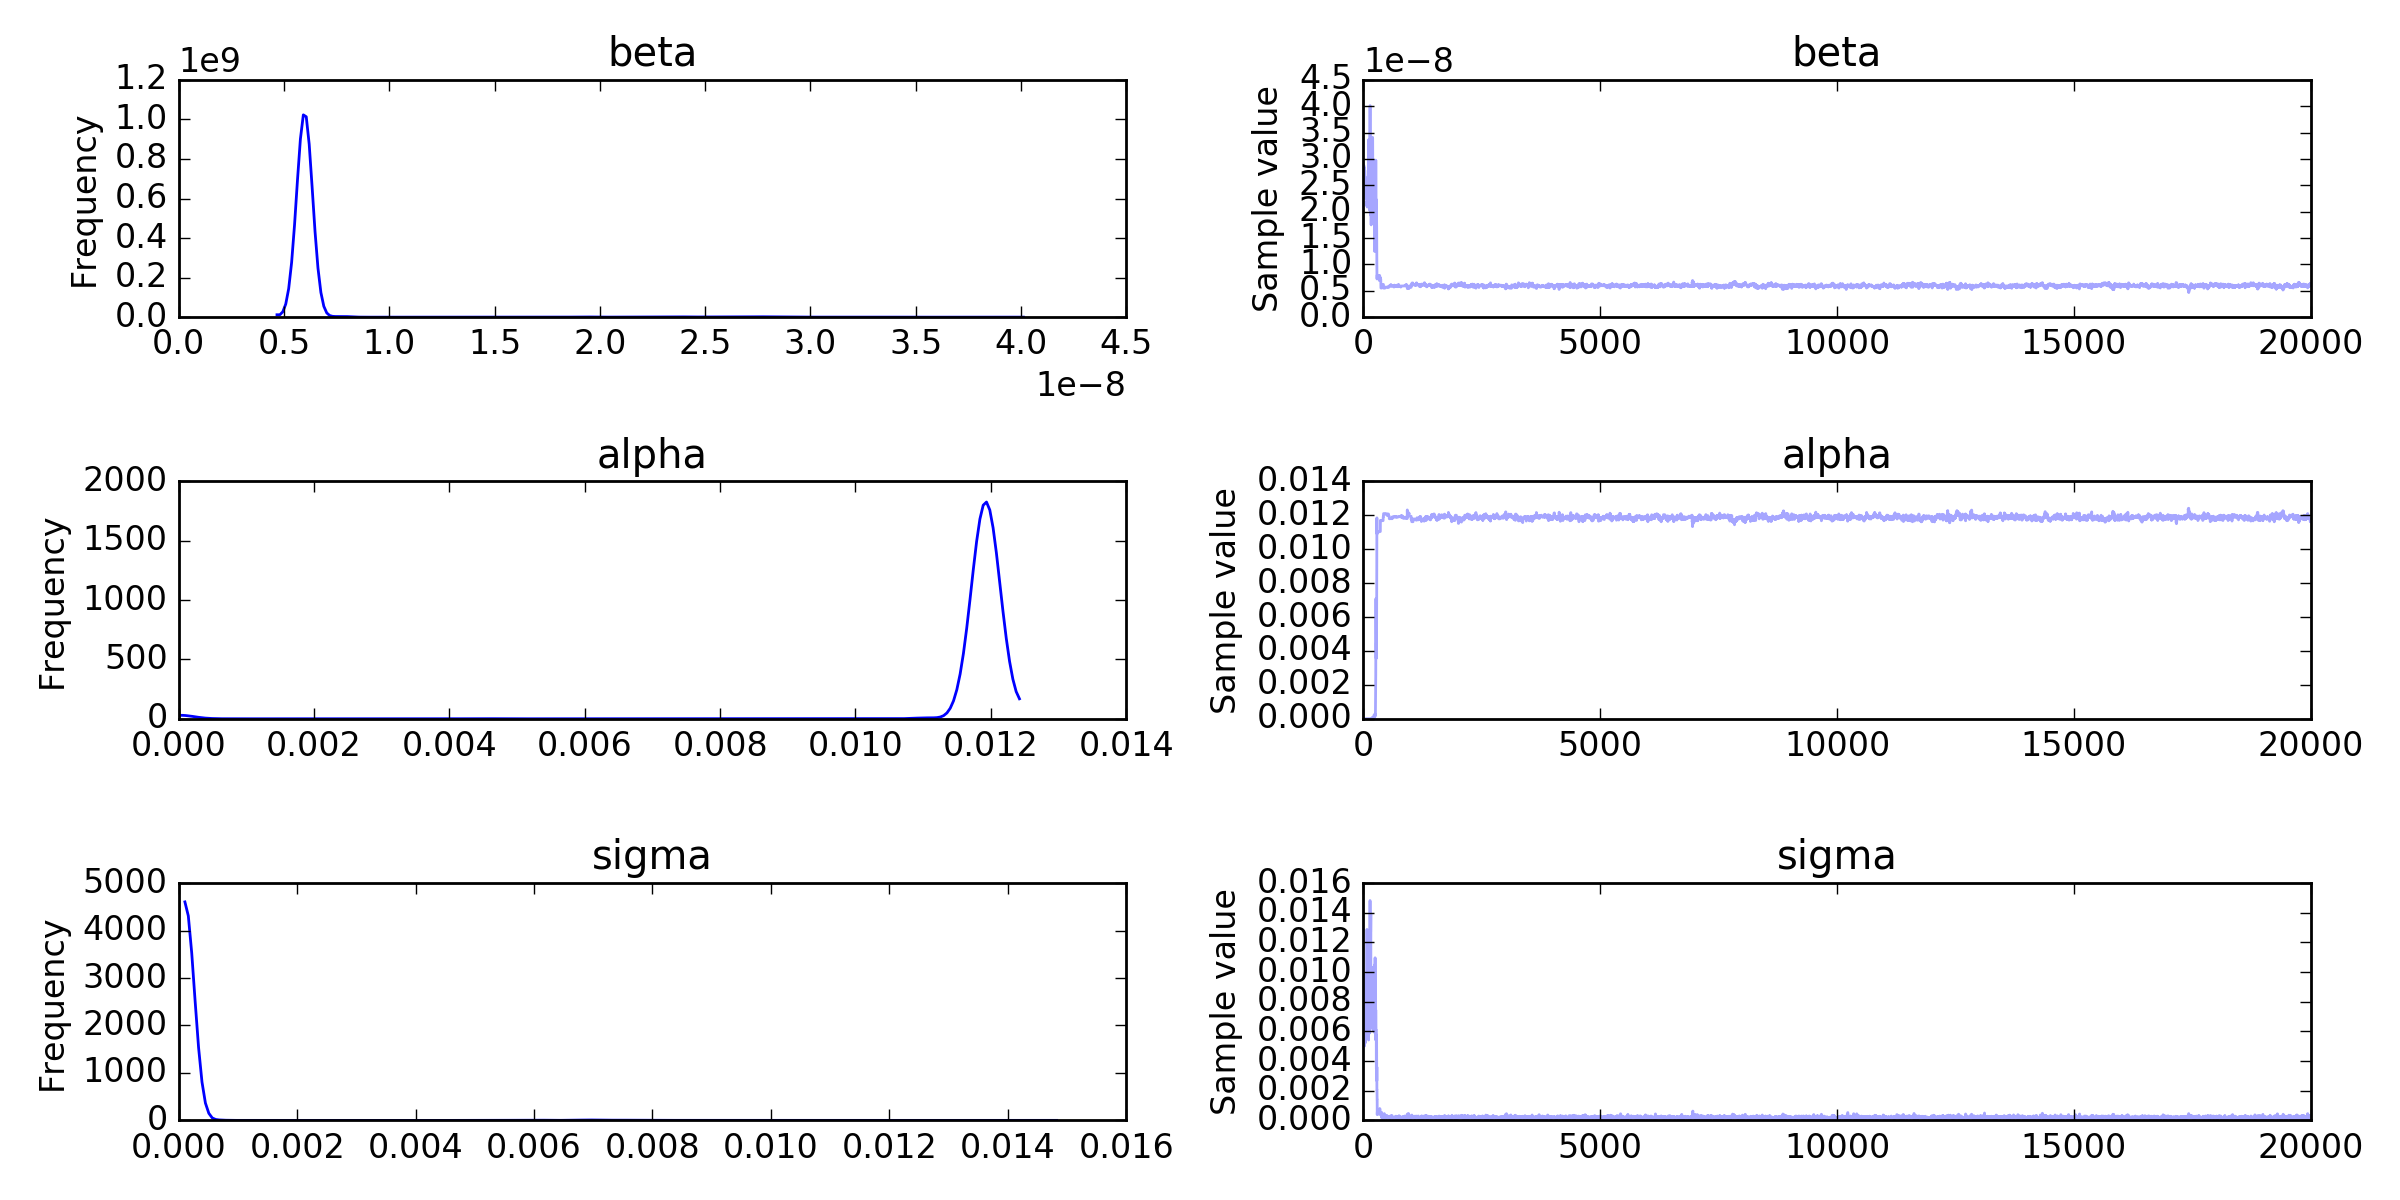 beta
1e9
1.2
1.0
0.8
0.6
0.4
0.2
0.0
Frequency
0.0 0.5 1.0 1.5 2.0 2.5 3.0 3.5 4.0 4.5
1e−8
beta
1e−8
4.5
4.0
3.5
3.0
2.5
2.0
1.5
1.0
0.5
0.0
Sample value
0 5000 10000 15000 20000
alpha
2000
1500
1000
500
0
Frequency
0.000 0.002 0.004 0.006 0.008 0.010 0.012 0.014
alpha
0.014
0.012
0.010
0.008
0.006
0.004
0.002
0.000
Sample value
0 5000 10000 15000 20000
sigma
5000
4000
3000
2000
1000
0
Frequency
0.000 0.002 0.004 0.006 0.008 0.010 0.012 0.014 0.016
sigma
0.016
0.014
0.012
0.010
0.008
0.006
0.004
0.002
0.000
Sample value
0 5000 10000 15000 20000